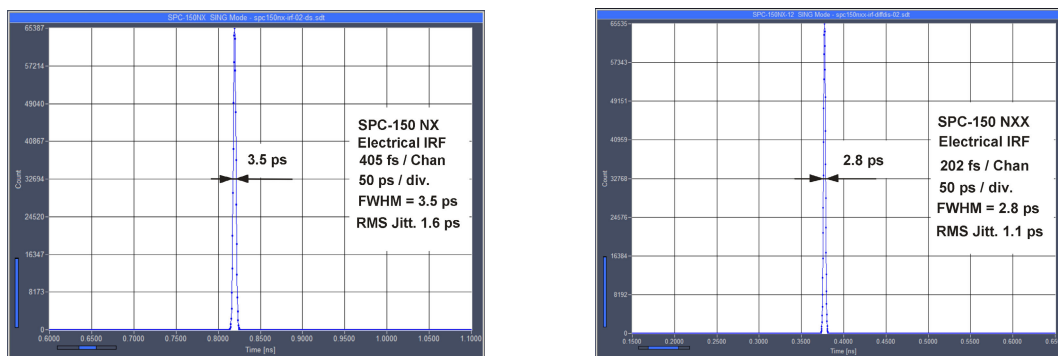 SPC-150NX SING Mode - spc150nx-irf-02-ds.sdt
65387
57214
49040
40867
32694
24520
16347
8173
0
Count
0.6000 0.6500 0.7000 0.7500 0.8000 0.8500 0.9000 0.9500 1.0000 1.0500 1.1000
Time [ns]
3.5 ps
SPC-150 NX
Electrical IRF
405 fs / Chan
50 ps / div.
FWHM = 3.5 ps
RMS Jitt. 1.6 ps
SPC-150NX-12 SING Mode - spc150nxx-irf-diffdis-02.sdt
65535
57343
49151
40959
32768
24576
16384
8192
0
Count
0.1500 0.2000 0.2500 0.3000 0.3500 0.4000 0.4500 0.5000 0.5500 0.6000
Time [ns]
2.8 ps
SPC-150 NXX
Electrical IRF
202 fs / Chan
50 ps / div.
FWHM = 2.8 ps
RMS Jitt. 1.1 ps